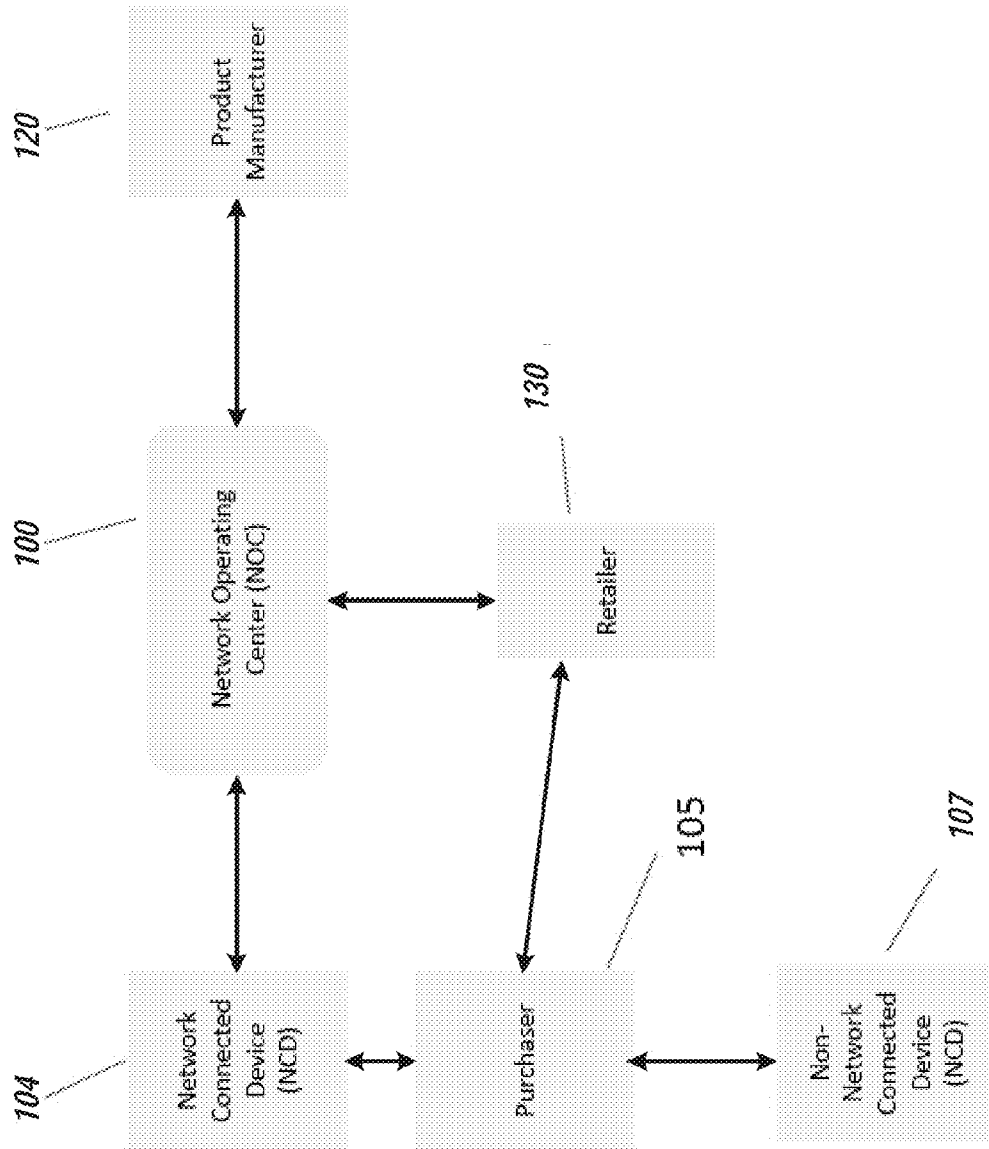 104
Network
Connected
Device
(NCD)
100
Network Operating
Center (NOC)
120
Product
Manufacturer
Purchaser
105
Retailer
130
Non-
Network
Connected
Device
(NCD)
107